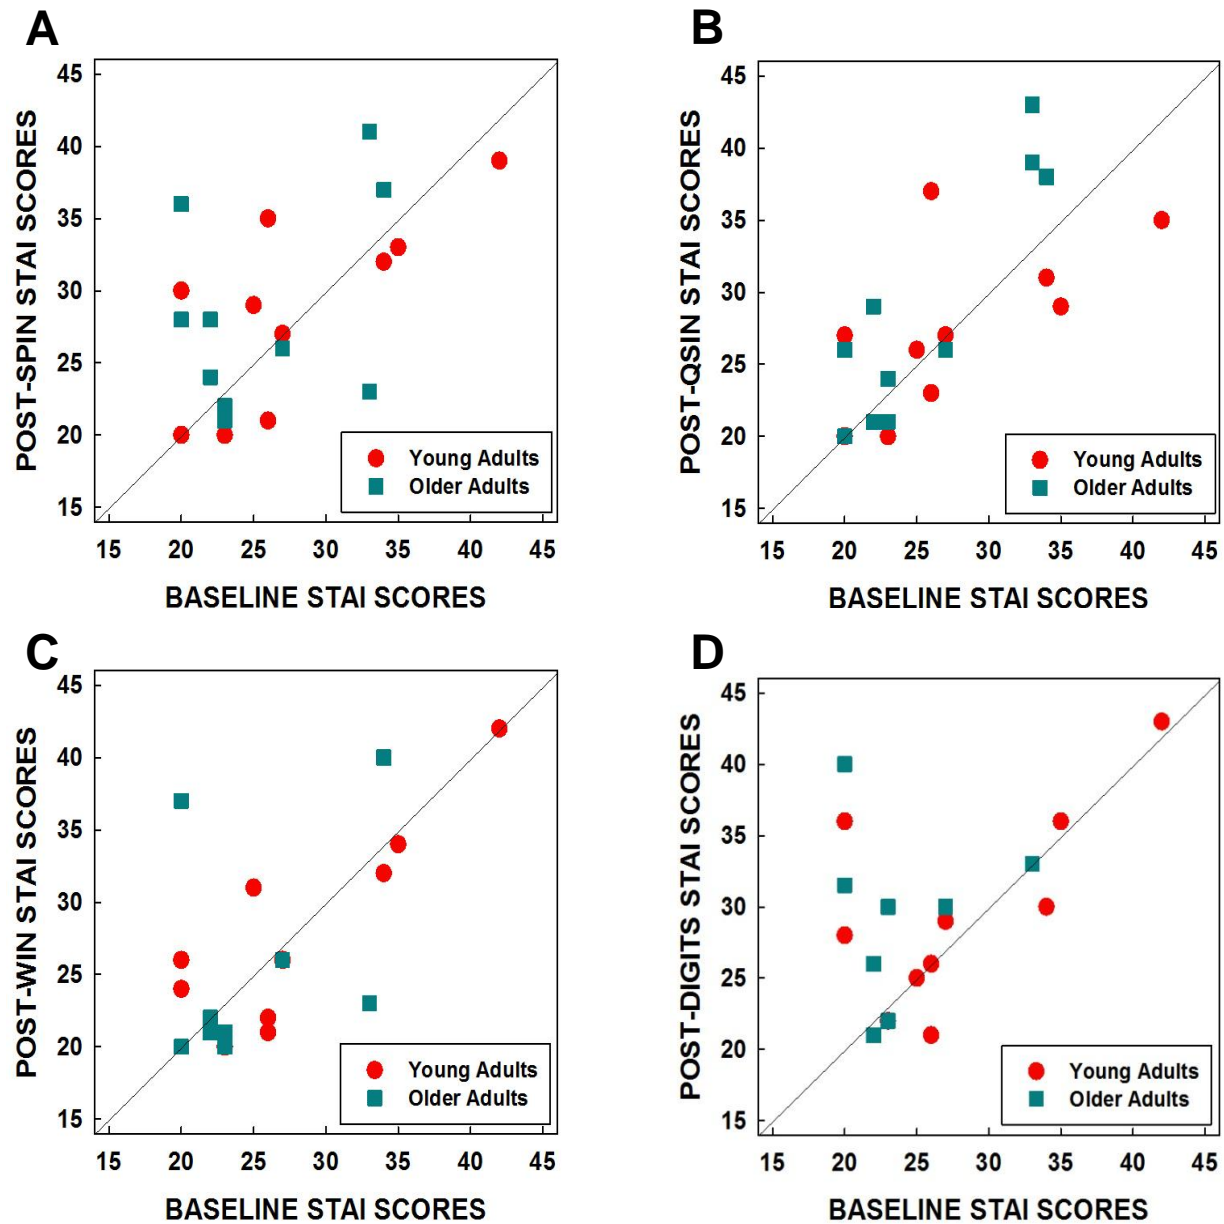 A
POST-SPIN STAI SCORES
45
40
35
30
25
20
15
Young Adults
Older Adults
15 20 25 30 35 40 45
BASELINE STAI SCORES
B
POST-QSIN STAI SCORES
45
40
35
30
25
20
15
Young Adults
Older Adults
15 20 25 30 35 40 45
BASELINE STAI SCORES
C
POST-WIN STAI SCORES
45
40
35
30
25
20
15
Young Adults
Older Adults
15 20 25 30 35 40 45
BASELINE STAI SCORES
D
POST-DIGITS STAI SCORES
45
40
35
30
25
20
15
Young Adults
Older Adults
15 20 25 30 35 40 45
BASELINE STAI SCORES